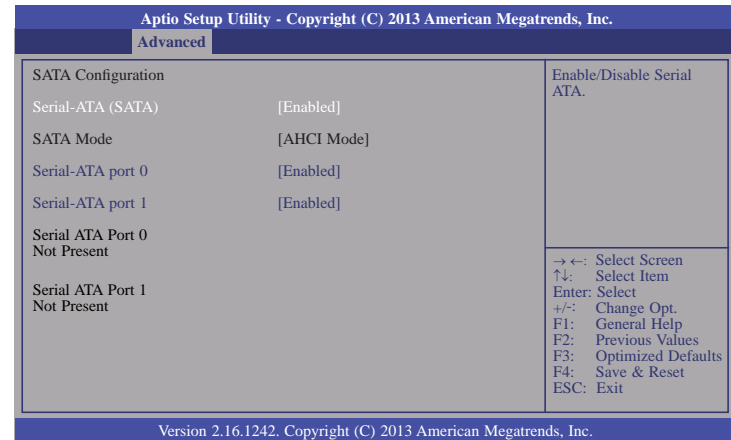 Aptio Setup Utility - Copyright (C) 2013 American Megatrends, Inc.
Advanced
SATA Configuration
Serial-ATA (SATA) [Enabled]
SATA Mode [AHCI Mode]
Serial-ATA port 0 [Enabled]
Serial-ATA port 1 [Enabled]
Serial ATA Port 0
Not Present
Serial ATA Port 1
Not Present
Enable/Disable Serial
ATA.
→←: Select Screen
↑↓: Select Item
Enter: Select
+/-: Change Opt.
F1: General Help
F2: Previous Values
F3: Optimized Defaults
F4: Save & Reset
ESC: Exit
Version 2.16.1242. Copyright (C) 2013 American Megatrends, Inc.